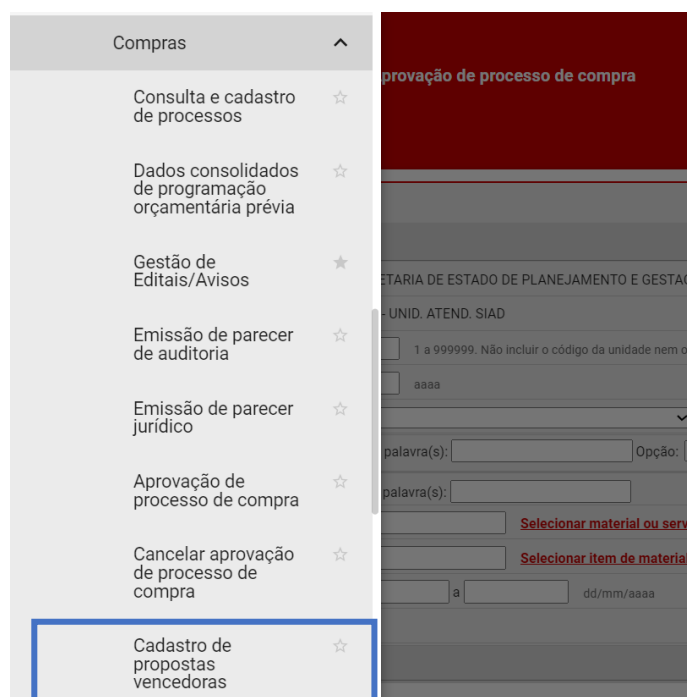 Compras
Consulta e cadastro
de processos
Dados consolidados
de programação
orçamentária prévia
Gestão de
Editais/Avisos
Emissão de parecer
de auditoria
Emissão de parecer
jurídico
Aprovação de
processo de compra
Cancelar aprovação
de processo de
compra
Cadastro de
propostas
vencedoras
provação de processo de compra
ETARIA DE ESTADO DE PLANEJAMENTO E GESTAO
- UNID. ATEND. SIAD
1 a 999999. Não incluir o código da unidade nem o
aaaa
palavra(s): Opção:
palavra(s):
Selecionar material ou serv
Selecionar item de material
a dd/mm/aaaa